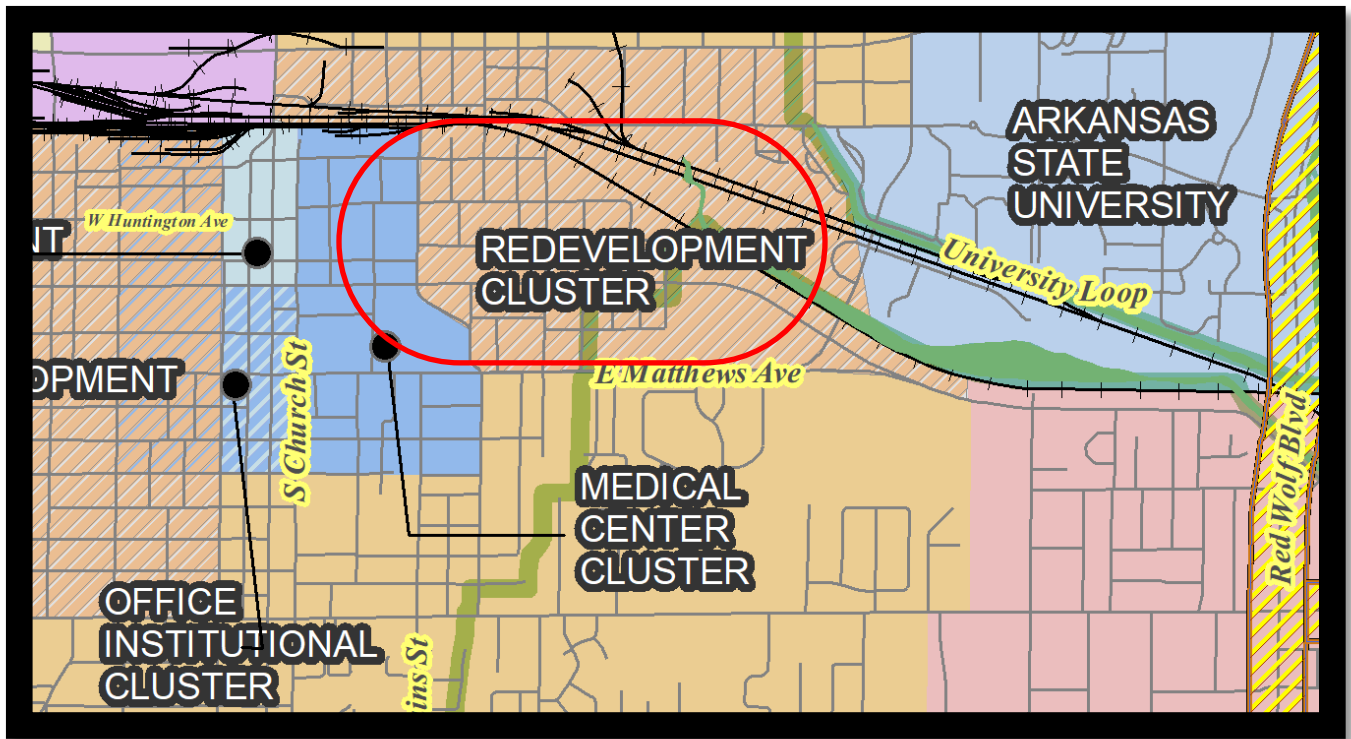 ARKANSAS
STATE
UNIVERSITY
W Huntington Ave
NT
REDEVELOPMENT
CLUSTER
University Loop
OPMENT
S Church St
E Matthews Ave
Red Wolf Blvd
MEDICAL
CENTER
CLUSTER
OFFICE
INSTITUTIONAL
CLUSTER
ins St